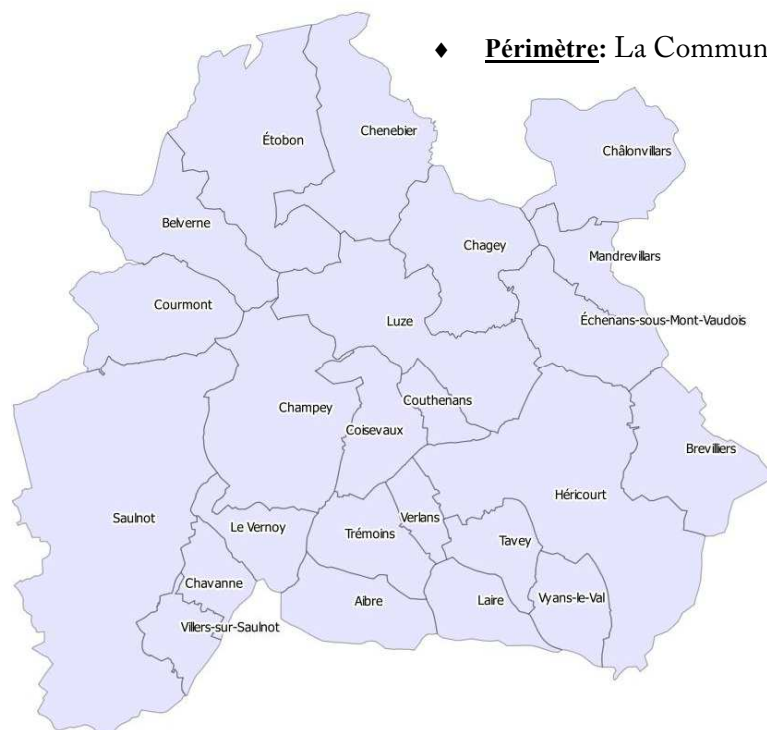 ♦ Périmètre: La Commun
Étobon
Chenebier
Châlonvillars
Belverne
Chagey
Mandrevillars
Courmont
Luze
Échenans-sous-Mont-Vaudois
Champey
Couthenans
Coisevaux
Brevilliers
Héricourt
Saulnot
Le Vernoy
Verlans
Trémoins
Tavey
Chavanne
Aibre
Laire
Vyans-le-Val
Villers-sur-Saulnot